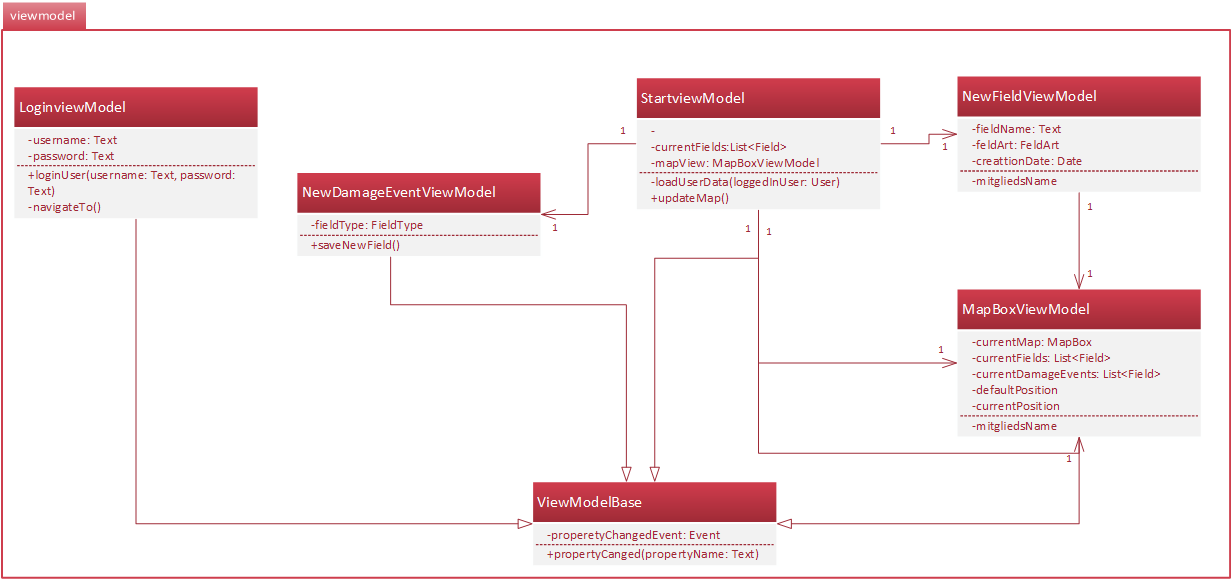 viewmodel
LoginviewModel
-username: Text
-password: Text
+loginUser(username: Text, password:
Text)
-navigateTo()
NewDamageEventViewModel
-fieldType: FieldType
+saveNewField()
StartviewModel
-
-currentFields:List<Field>
-mapView: MapBoxViewModel
-loadUserData(loggedInUser: User)
+updateMap()
NewFieldViewModel
-fieldName: Text
-feldArt: FeldArt
-creattionDate: Date
-mitgliedsName
1
1
1
1
1
1
1
1
1
1
MapBoxViewModel
-currentMap: MapBox
-currentFields: List<Field>
-currentDamageEvents: List<Field>
-defaultPosition
-currentPosition
-mitgliedsName
ViewModelBase
-properetyChangedEvent: Event
+propertyCanged(propertyName: Text)